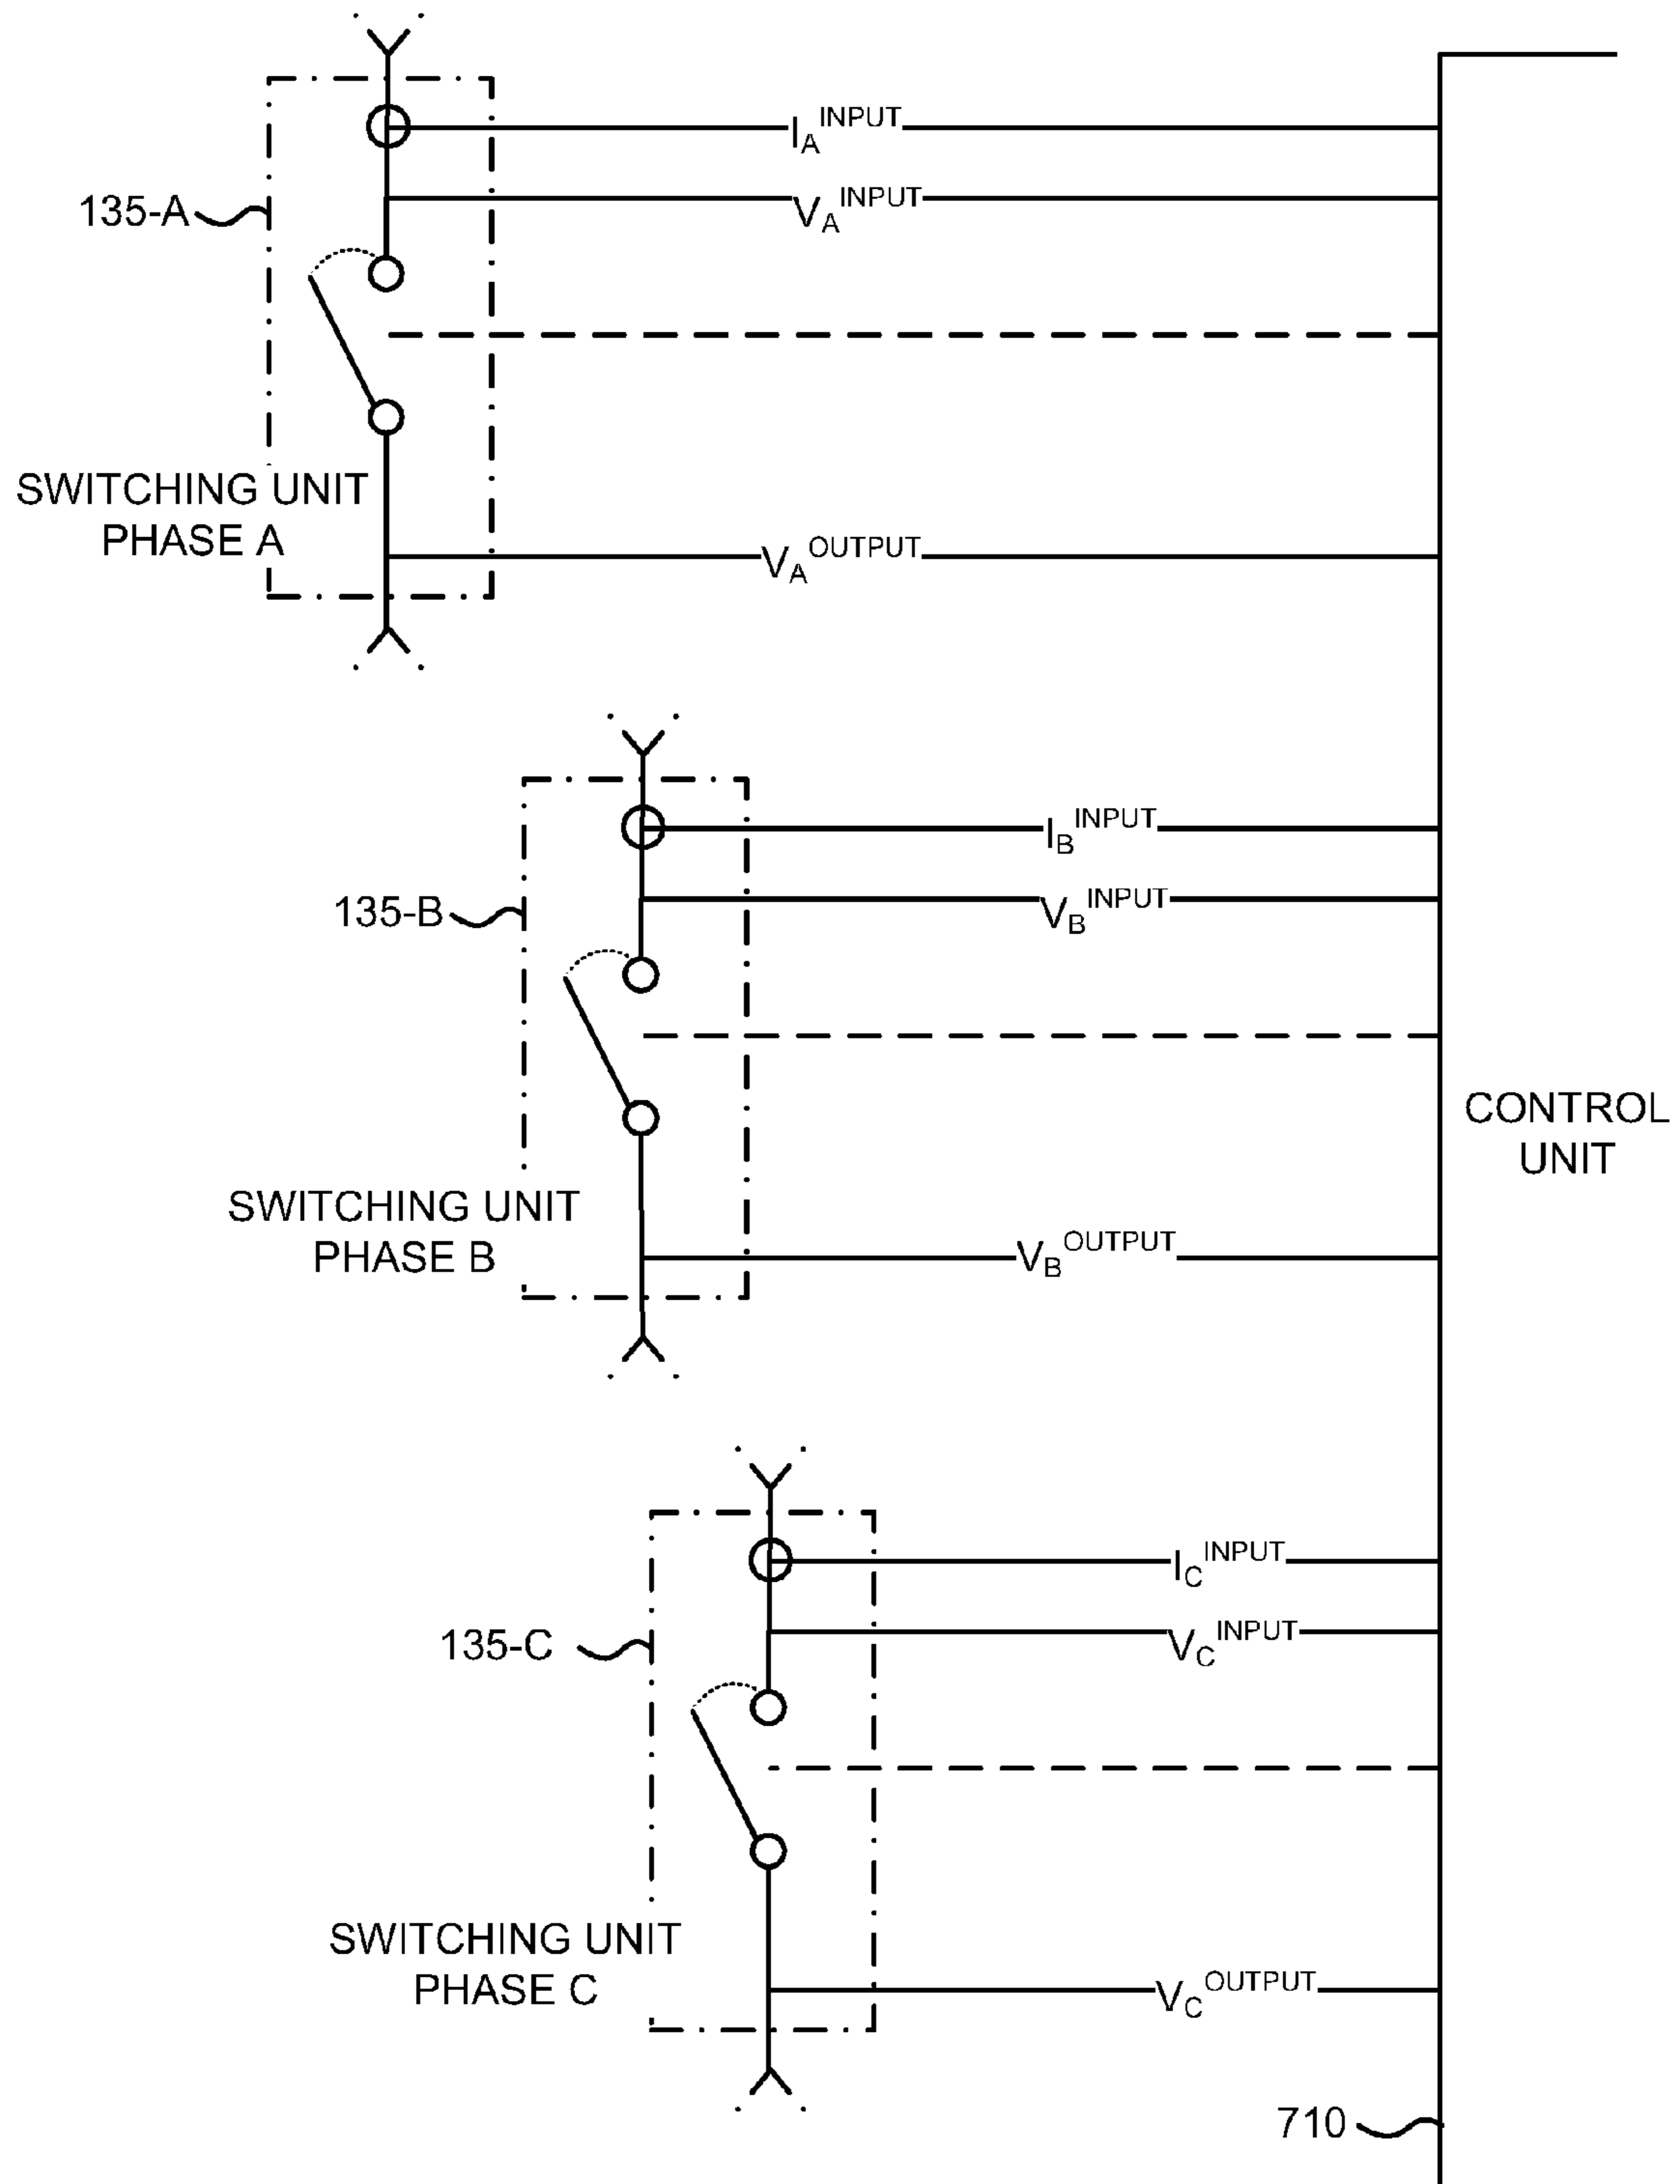 I_A^INPUT
135-A
V_A^INPUT
SWITCHING UNIT
PHASE A
V_A^OUTPUT
I_B^INPUT
135-B
V_B^INPUT
CONTROL
UNIT
SWITCHING UNIT
PHASE B
V_B^OUTPUT
I_C^INPUT
135-C
V_C^INPUT
SWITCHING UNIT
PHASE C
V_C^OUTPUT
710